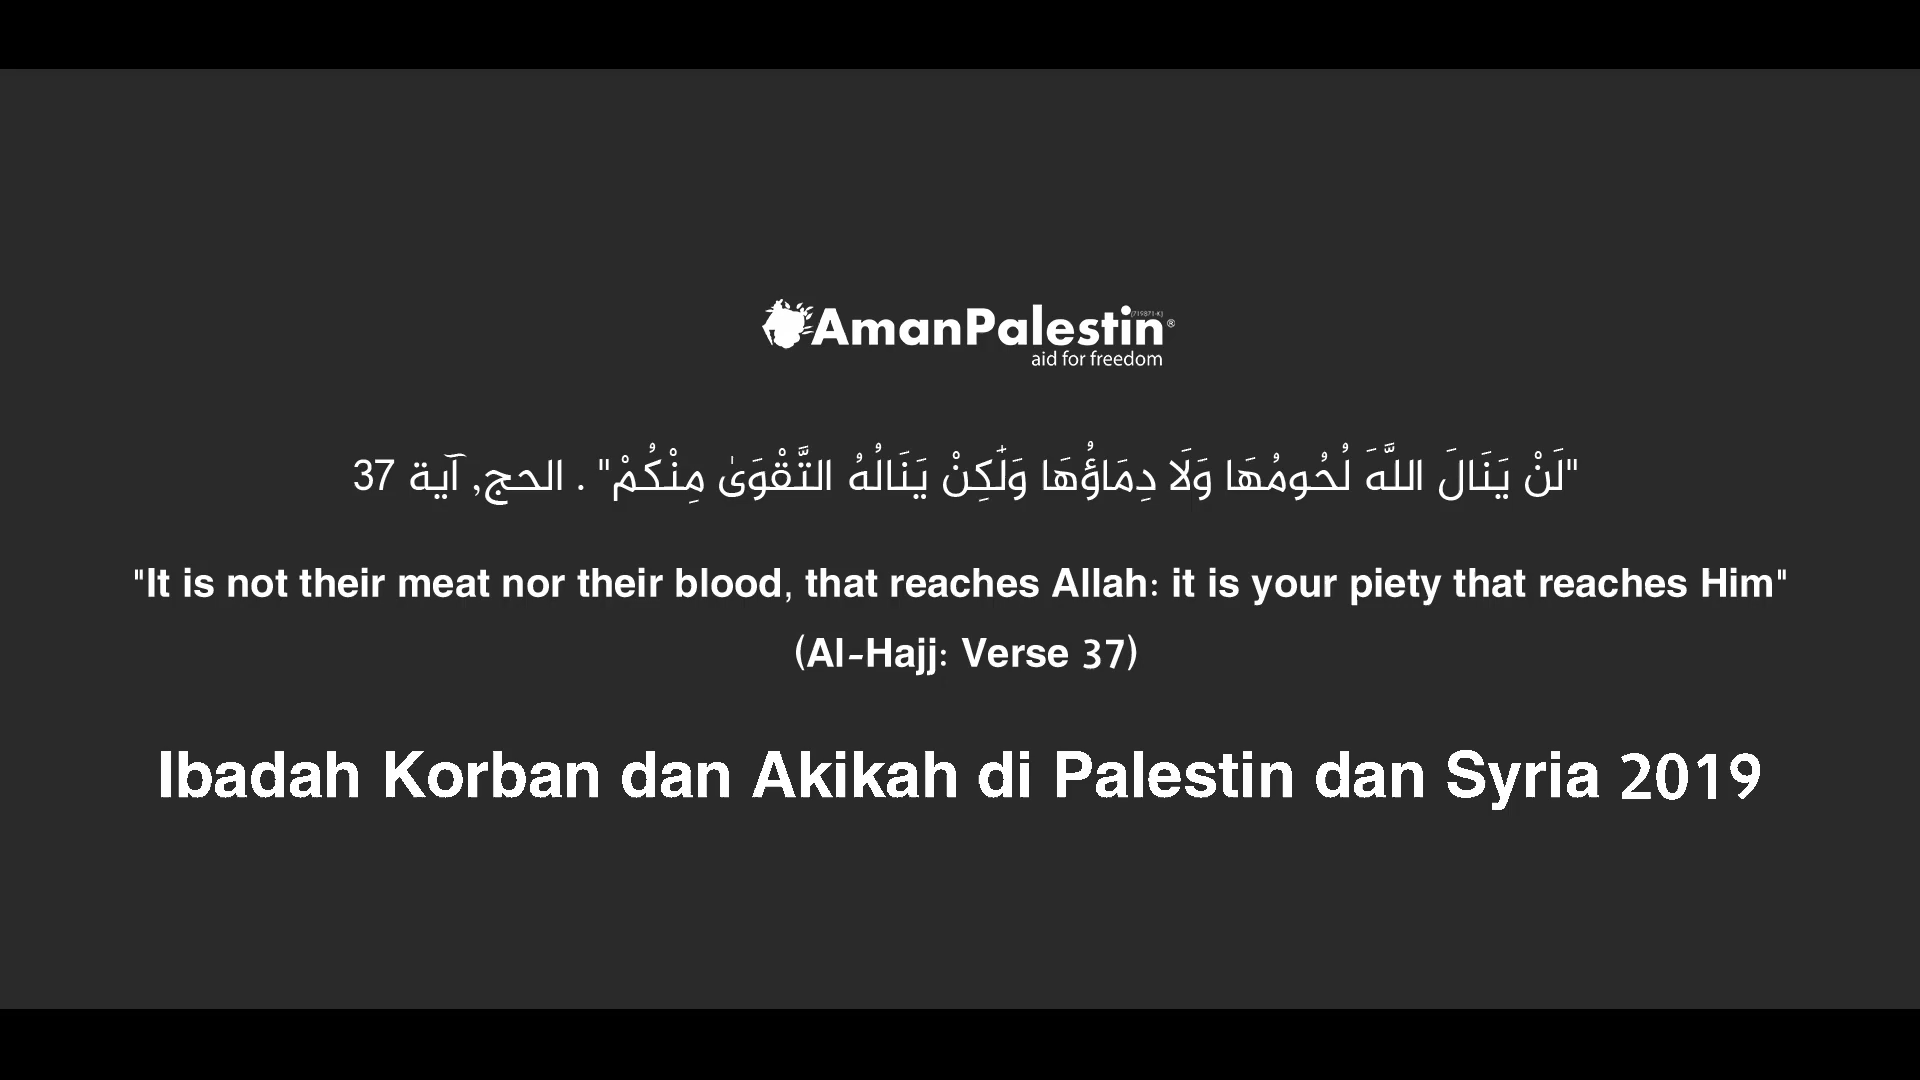 AmanPalestin
(719871-K)
®
aid for freedom
"لَنْ يَنَالَ اللَّهَ لُحُومُهَا وَلَا دِمَاؤُهَا وَلَٰكِنْ يَنَالُهُ التَّقْوَىٰ مِنْكُمْ" . الحج, آية 37
"It is not their meat nor their blood, that reaches Allah: it is your piety that reaches Him"
(Al-Hajj: Verse 37)
Ibadah Korban dan Akikah di Palestin dan Syria 2019